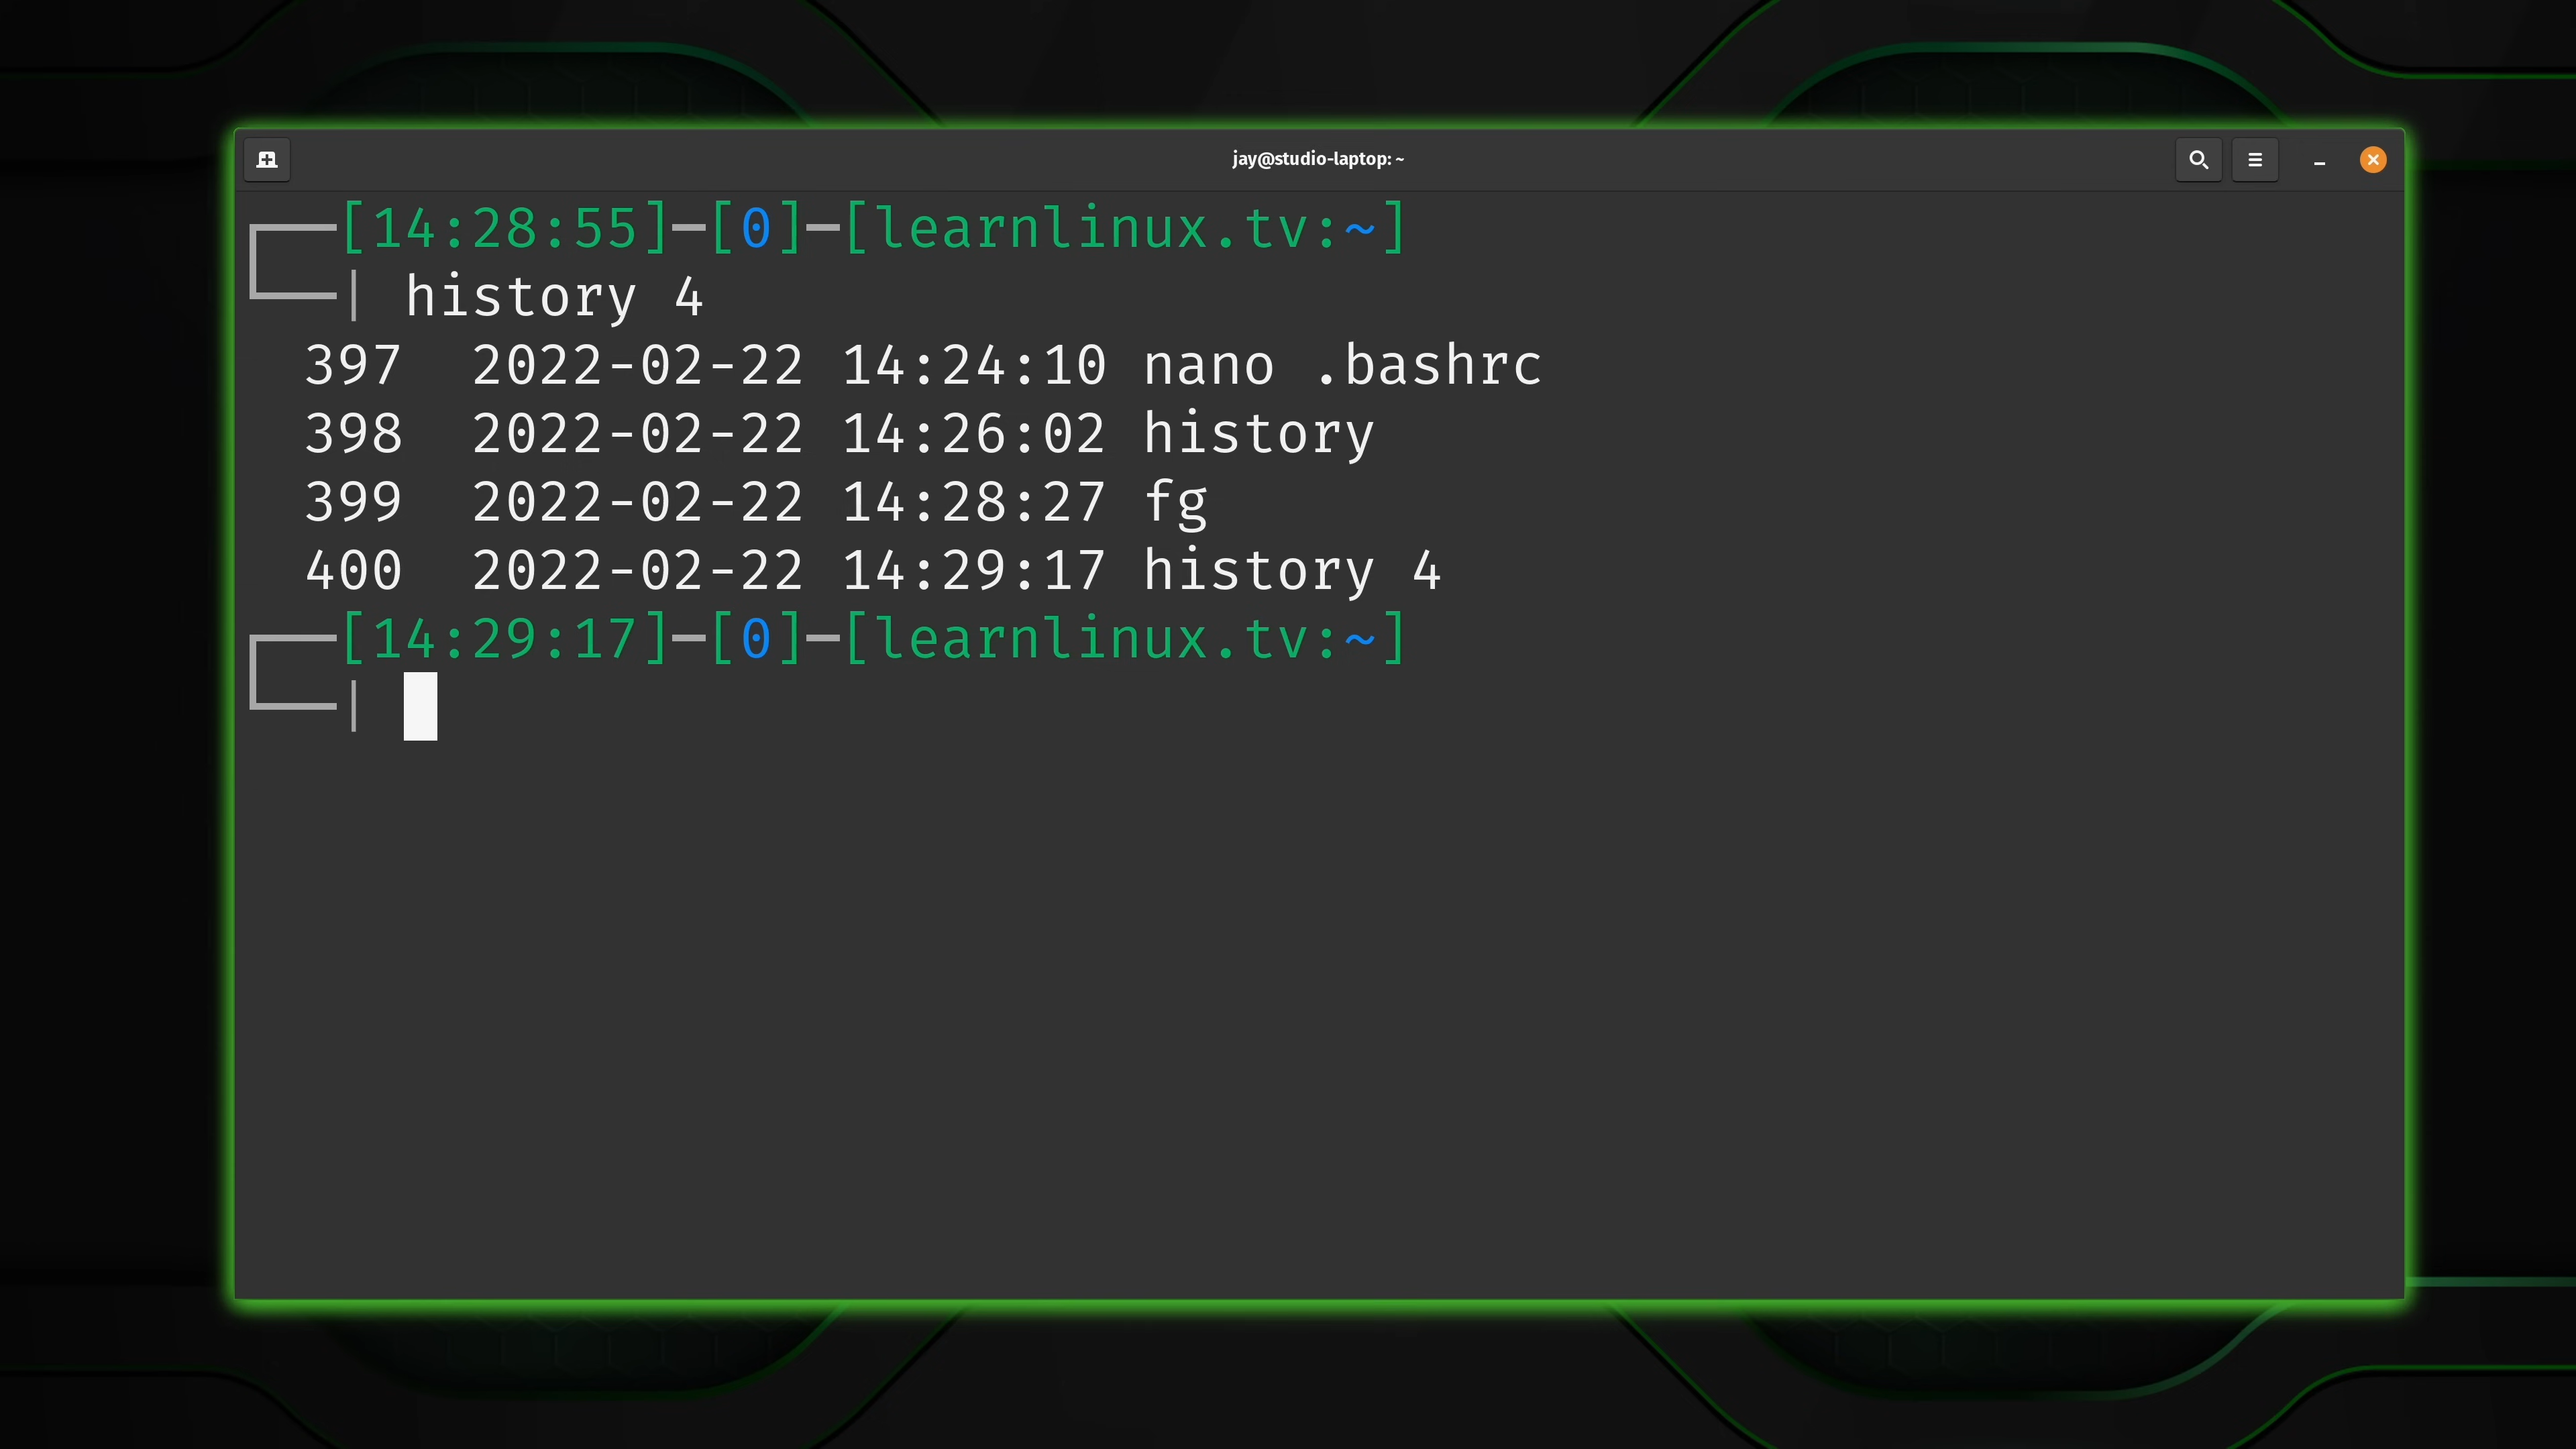 jay@studio-laptop: ~
[14:28:55]─[0]─[learnlinux.tv:~]
| history 4
397  2022-02-22 14:24:10 nano .bashrc
398  2022-02-22 14:26:02 history
399  2022-02-22 14:28:27 fg
400  2022-02-22 14:29:17 history 4
[14:29:17]─[0]─[learnlinux.tv:~]
|